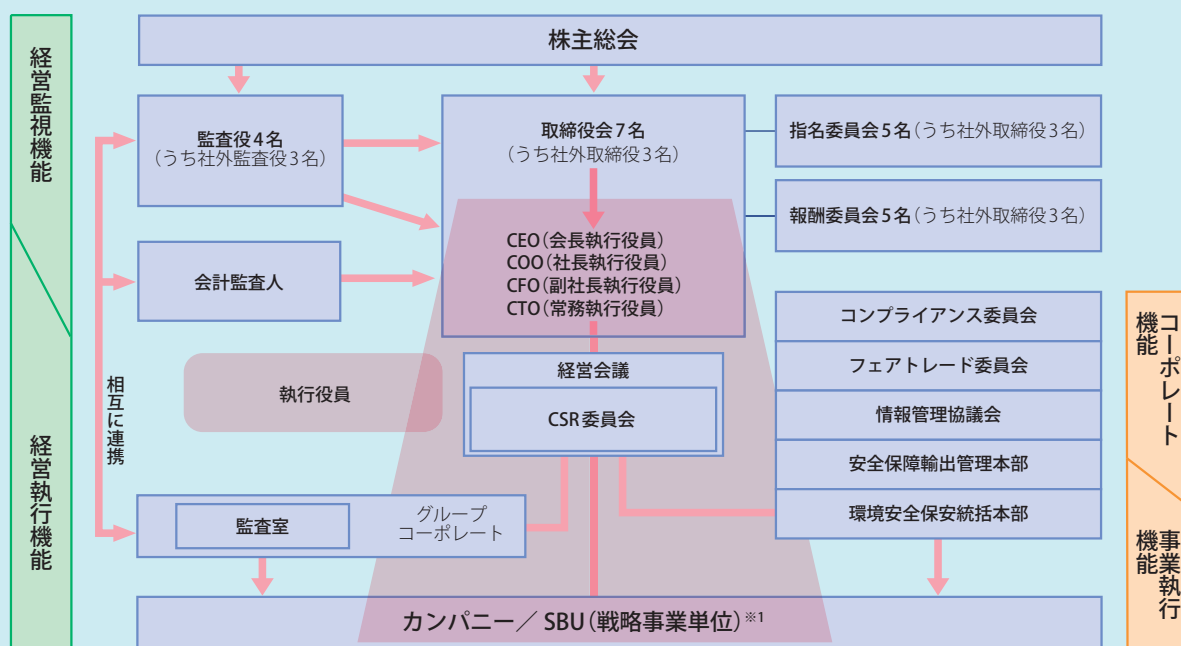 株主総会
経営監視機能
監査役4名
(うち社外監査役3名)
取締役会7名
(うち社外取締役3名)
指名委員会5名(うち社外取締役3名)
報酬委員会5名(うち社外取締役3名)
CEO(会長執行役員)
COO(社長執行役員)
CFO(副社長執行役員)
CTO(常務執行役員)
会計監査人
コンプライアンス委員会
フェアトレード委員会
情報管理協議会
安全保障輸出管理本部
環境安全保安統括本部
コーポレート
機能
経営会議
CSR委員会
執行役員
相互に連携
経営執行機能
監査室
グループ
コーポレート
事業執行
機能
カンパニー/SBU(戦略事業単位)※1